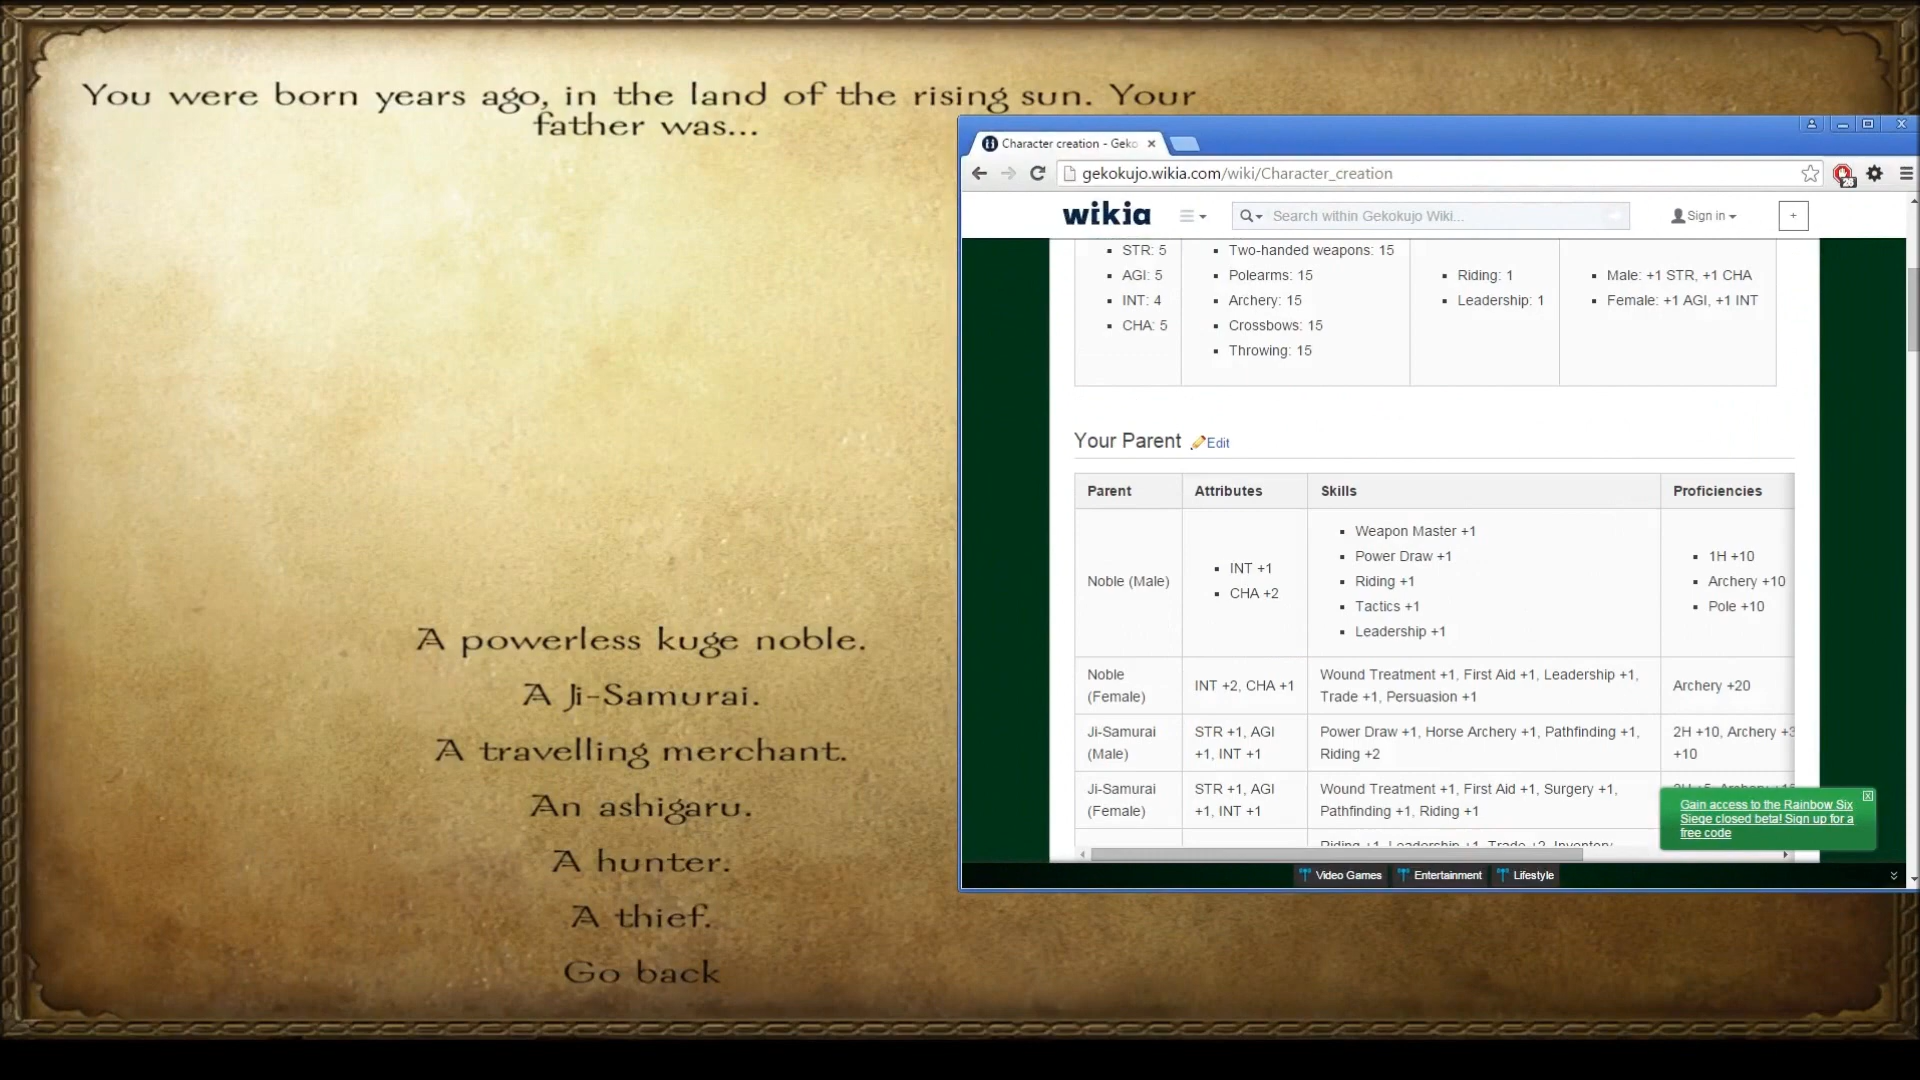 You were born years ago, in the land of the rising sun. Your
father was...
A powerless kuge noble.
A Ji-Samurai.
A travelling merchant.
An ashigaru.
A hunter.
A thief.
Go back
Character creation - Geko
gekokujo.wikia.com/wiki/Character_creation
wikia
Search within Gekokujo Wiki...
Sign in
+
STR: 5
AGI: 5
INT: 4
CHA: 5
Two-handed weapons: 15
Polearms: 15
Archery: 15
Crossbows: 15
Throwing: 15
Riding: 1
Leadership: 1
Male: +1 STR, +1 CHA
Female: +1 AGI, +1 INT
Your Parent Edit
Parent Attributes Skills Proficiencies
Noble (Male)
INT +1
CHA +2
Weapon Master +1
Power Draw +1
Riding +1
Tactics +1
Leadership +1
1H +10
Archery +10
Pole +10
Noble
(Female)
INT +2, CHA +1
Wound Treatment +1, First Aid +1, Leadership +1,
Trade +1, Persuasion +1
Archery +20
Ji-Samurai
(Male)
STR +1, AGI
+1, INT +1
Power Draw +1, Horse Archery +1, Pathfinding +1,
Riding +2
2H +10, Archery
+10
Ji-Samurai
(Female)
STR +1, AGI
+1, INT +1
Wound Treatment +1, First Aid +1, Surgery +1,
Pathfinding +1, Riding +1
Riding +1, Leadership +1, Trade +2, Inventory
Gain access to the Rainbow Six
Siege closed beta! Sign up for a
free code
Video Games Entertainment Lifestyle